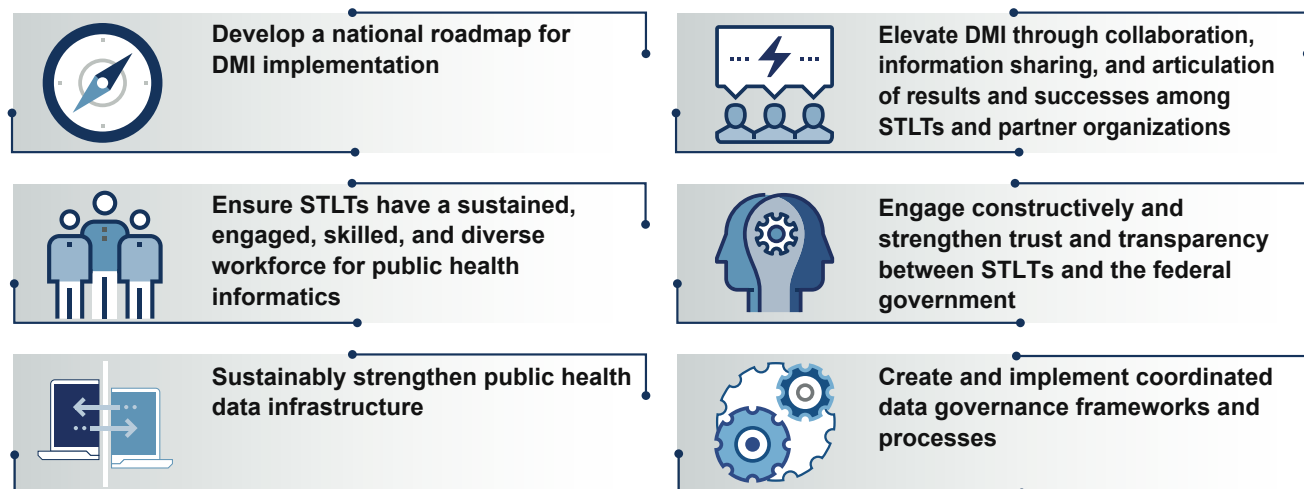 Develop a national roadmap for
DMI implementation
Elevate DMI through collaboration,
information sharing, and articulation
of results and successes among
STLTs and partner organizations
Ensure STLTs have a sustained,
engaged, skilled, and diverse
workforce for public health
informatics
Engage constructively and
strengthen trust and transparency
between STLTs and the federal
government
Sustainably strengthen public health
data infrastructure
Create and implement coordinated
data governance frameworks and
processes